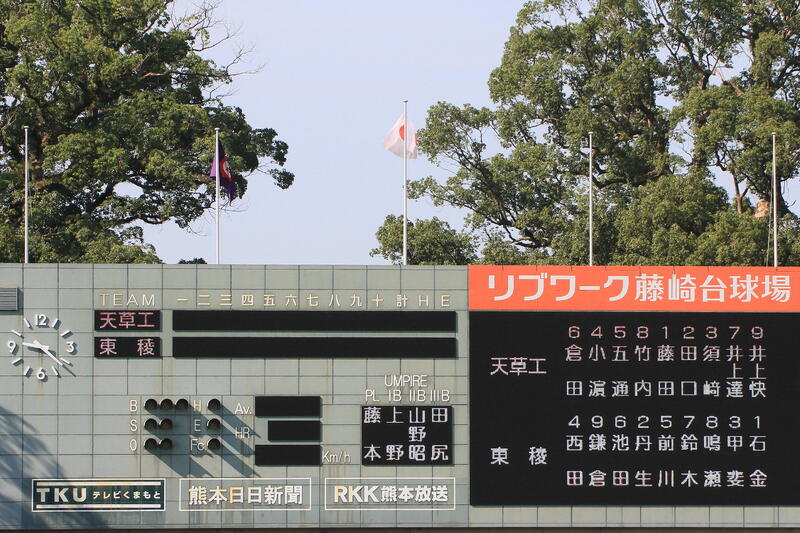 リブワーク藤崎台球場
TEAM 一二三四五六七八九十計HE
天草工
東稜
12
3
6
9
UMPIRE
PL IB IIB IIIB
藤本 上野 山野昭 田尻
B H Av.
S E HR
O Fc Km/h
天草工
6 4 5 8 1 2 3 7 9
倉田 小濵 五通 竹内 藤田 田口 須崎 井上達 井上快
東稜
4 9 6 2 5 7 8 3 1
西田 鎌倉 池田 丹生 前川 鈴木 鳴瀬 甲斐 石金
TKU テレビくまもと
熊本日日新聞
RKK熊本放送